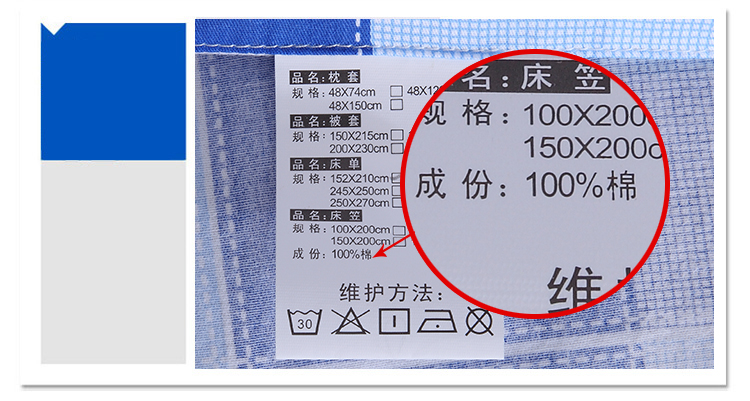 品名:枕套
规格:48X74cm 48X12
48X150cm
品名:被套
规格:150X215cm
200X230cm
品名:床单
规格:152X210cm
245X250cm
250X270cm
品名:床笠
规格:100X200cm
150X200cm
成份:100%棉
维护方法:
30
名:床笠
规格:100X200
150X200c
成份:100%棉
维